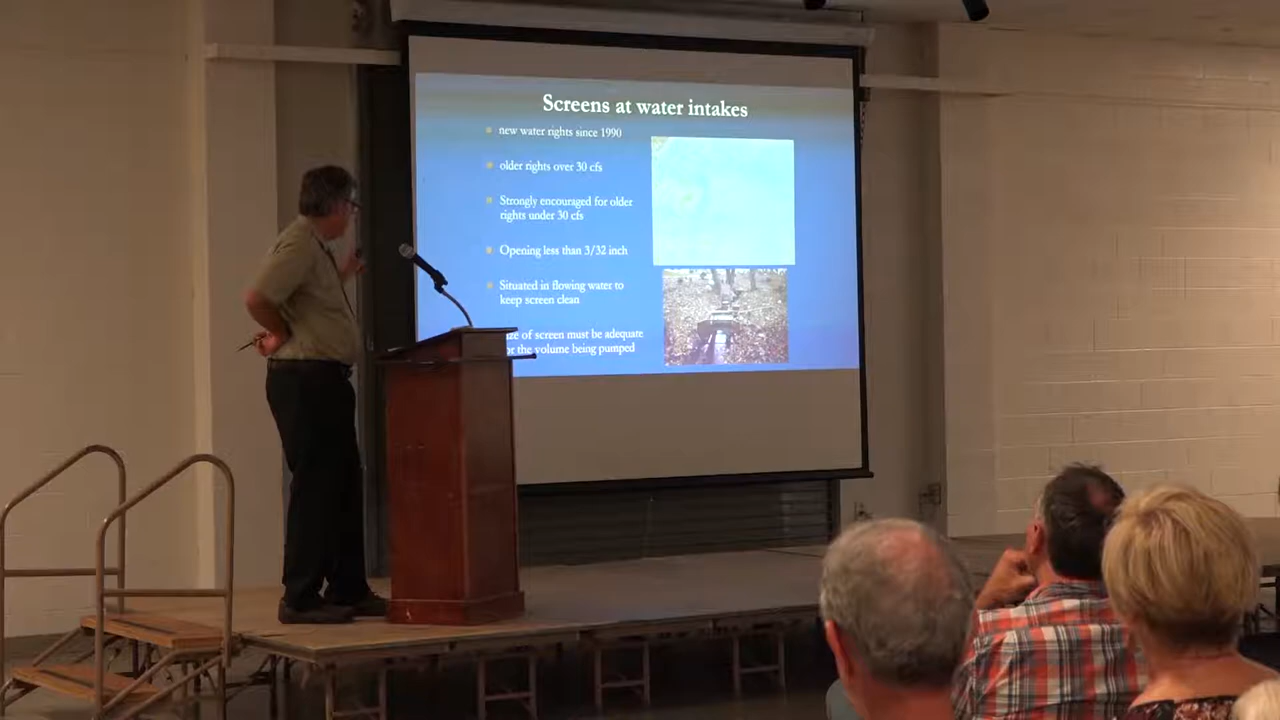 Screens at water intakes
new water rights since 1990
older rights over 30 cfs
Strongly encouraged for older
rights under 30 cfs
Opening less than 3/32 inch
Situated in flowing water to
keep screen clean
of screen must be adequate
the volume being pumped